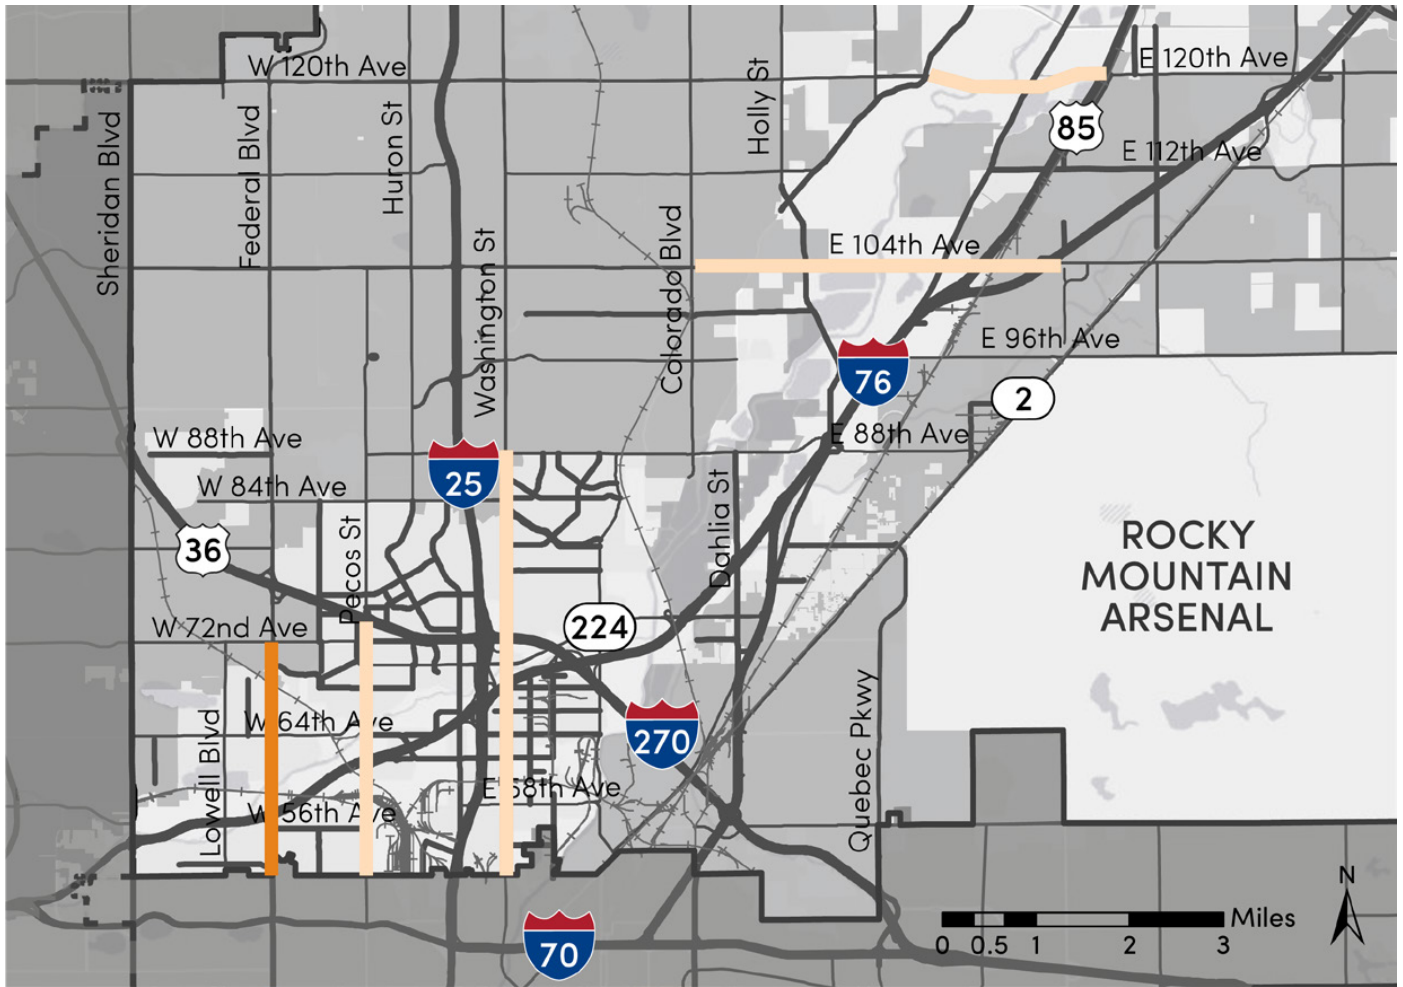 W 120th Ave
E 120th Ave
Holly St
Huron St
Federal Blvd
Sheridan Blvd
85
E 112th Ave
Washington St
Colorado Blvd
E 104th Ave
E 96th Ave
76
2
W 88th Ave
E 88th Ave
25
W 84th Ave
Dahlia St
Pecos St
36
ROCKY
MOUNTAIN
ARSENAL
W 72nd Ave
224
Quebec Pkwy
Lowell Blvd
W 64th Ave
270
E 58th Ave
W 56th Ave
N
Miles
0 0.5 1 2 3
70